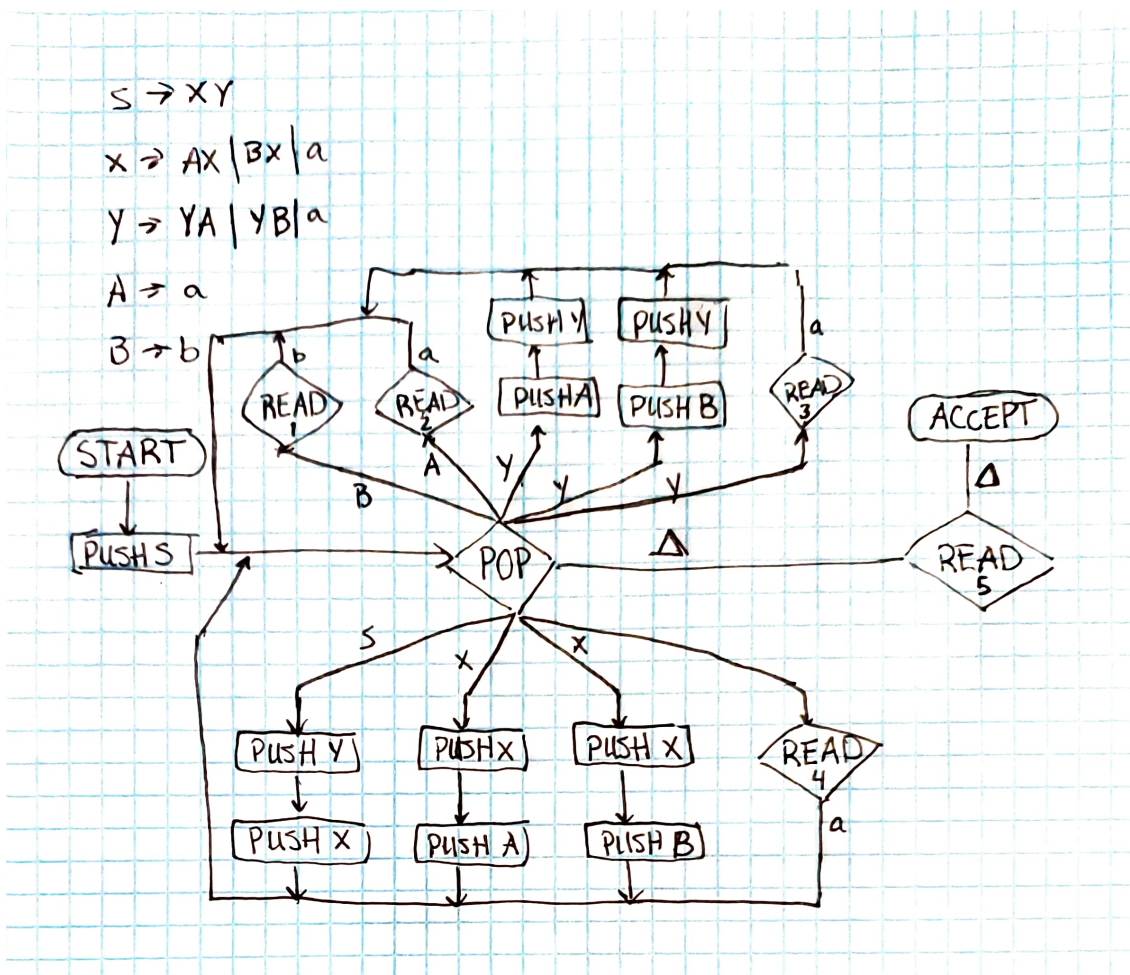 S → XY
X → AX | BX | a
Y → YA | YB | a
A → a
B → b
PUSH Y
PUSH Y
a
b
a
READ 1
READ 2
PUSH A
PUSH B
READ 3
ACCEPT
START
B
A
Y
Y
Y
Δ
PUSH S
POP
Δ
READ 5
S
X
X
PUSH Y
PUSH X
PUSH X
READ 4
PUSH X
PUSH A
PUSH B
a